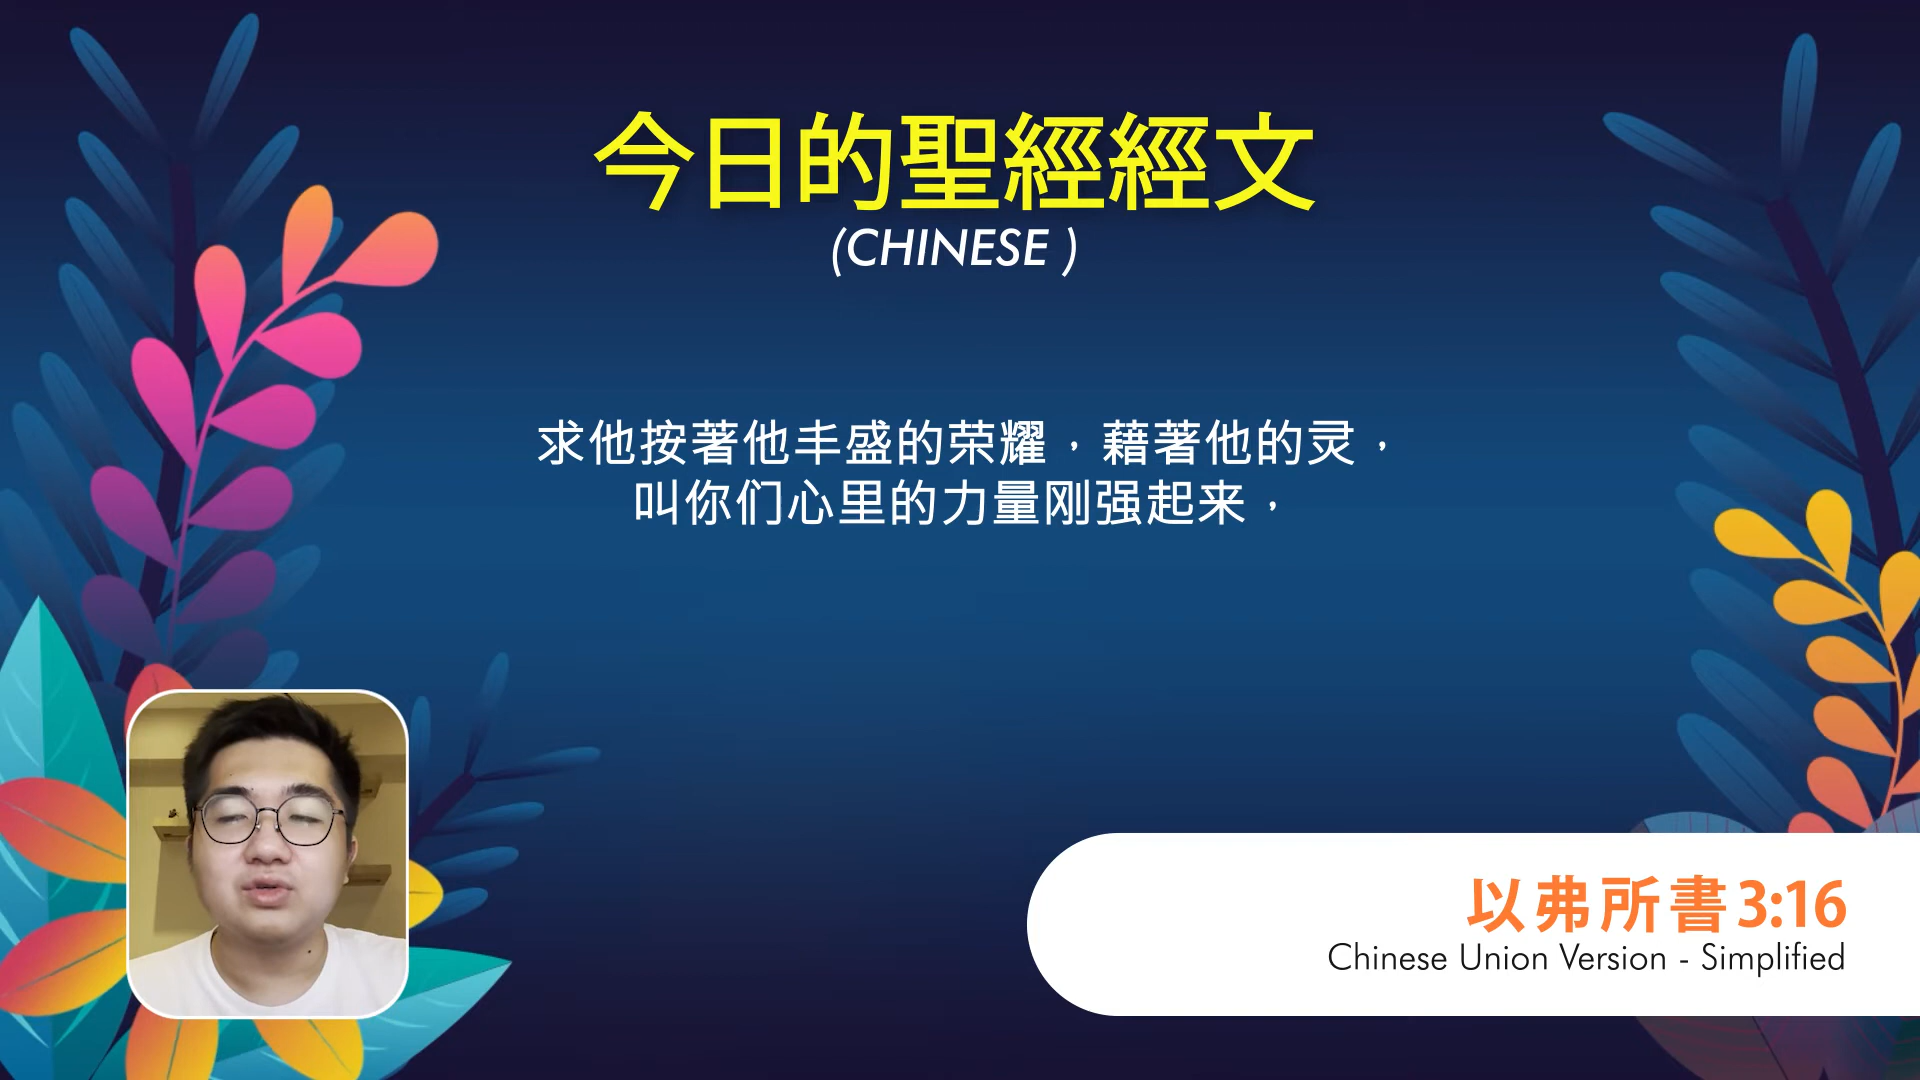 今日的聖經經文
(CHINESE )
求他按著他丰盛的荣耀，藉著他的灵，
叫你们心里的力量刚强起来，
以弗所書3:16
Chinese Union Version - Simplified